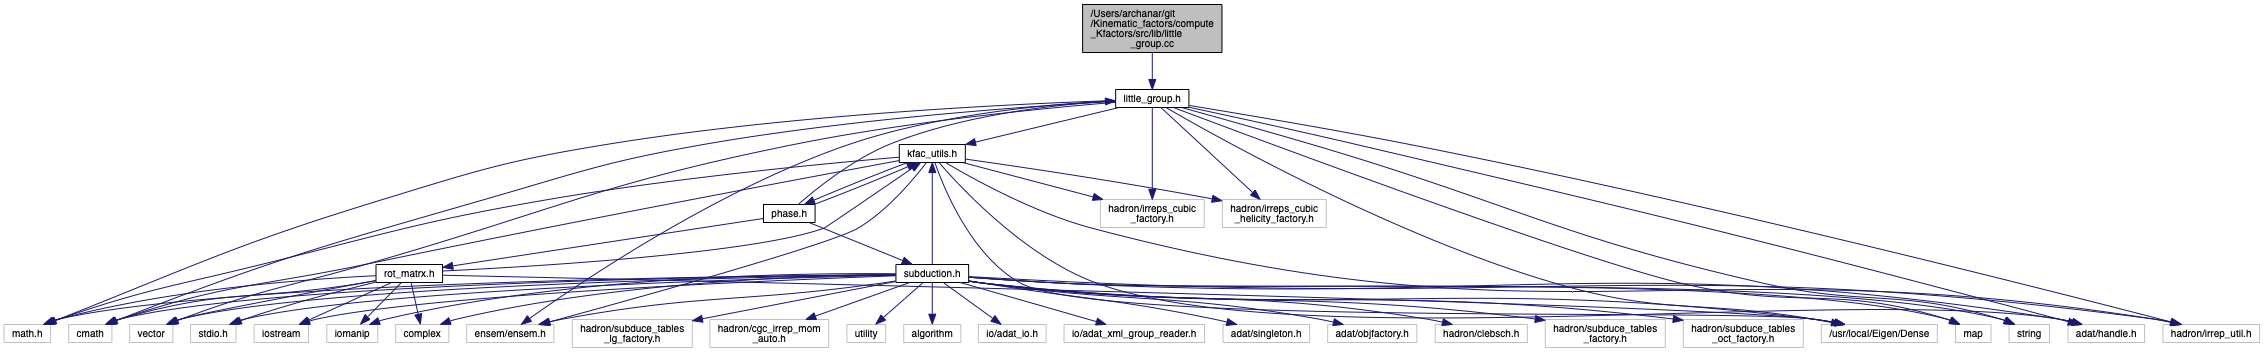 /Users/archanar/git
/Kinematic_factors/compute
_Kfactors/src/lib/little
_group.cc
little_group.h
kfac_utils.h
phase.h
hadron/irreps_cubic
_factory.h
hadron/irreps_cubic
_helicity_factory.h
rot_matrx.h
subduction.h
math.h
cmath
vector
stdio.h
iostream
iomanip
complex
ensem/ensem.h
hadron/subduce_tables
_lg_factory.h
hadron/cgc_irrep_mom
_auto.h
utility
algorithm
io/adat_io.h
io/adat_xml_group_reader.h
adat/singleton.h
adat/objfactory.h
hadron/clebsch.h
hadron/subduce_tables
_factory.h
hadron/subduce_tables
_oct_factory.h
/usr/local/Eigen/Dense
map
string
adat/handle.h
hadron/irrep_util.h